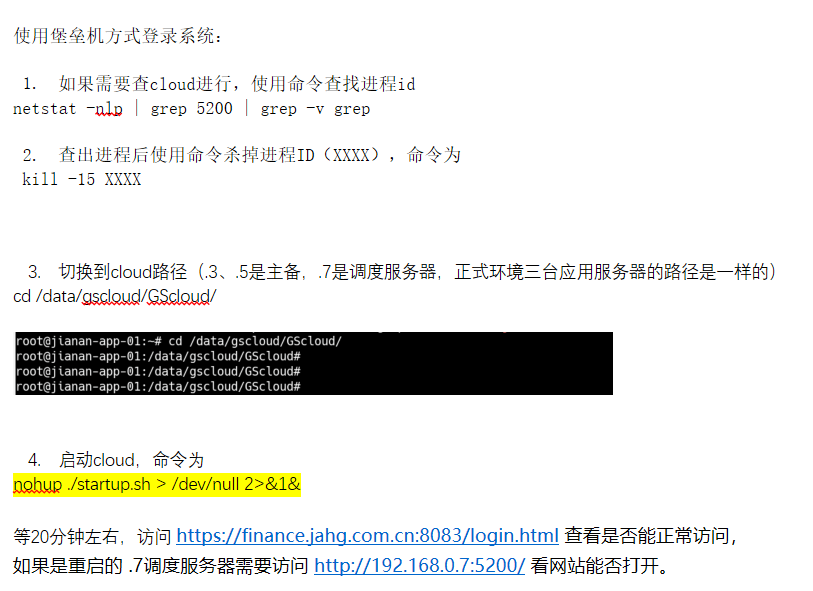 使用堡垒机方式登录系统：
1. 如果需要查cloud进行，使用命令查找进程id
netstat -nlp | grep 5200 | grep -v grep
2. 查出进程后使用命令杀掉进程ID（XXXX），命令为
kill -15 XXXX
3. 切换到cloud路径（.3、.5是主备，.7是调度服务器，正式环境三台应用服务器的路径是一样的）
cd /data/gscloud/GScloud/
root@jianan-app-01:~# cd /data/gscloud/GScloud/
root@jianan-app-01:/data/gscloud/GScloud#
root@jianan-app-01:/data/gscloud/GScloud#
root@jianan-app-01:/data/gscloud/GScloud#
4. 启动cloud，命令为
nohup ./startup.sh > /dev/null 2>&1&
等20分钟左右，访问 https://finance.jahg.com.cn:8083/login.html 查看是否能正常访问，
如果是重启的 .7调度服务器需要访问 http://192.168.0.7:5200/ 看网站能否打开。